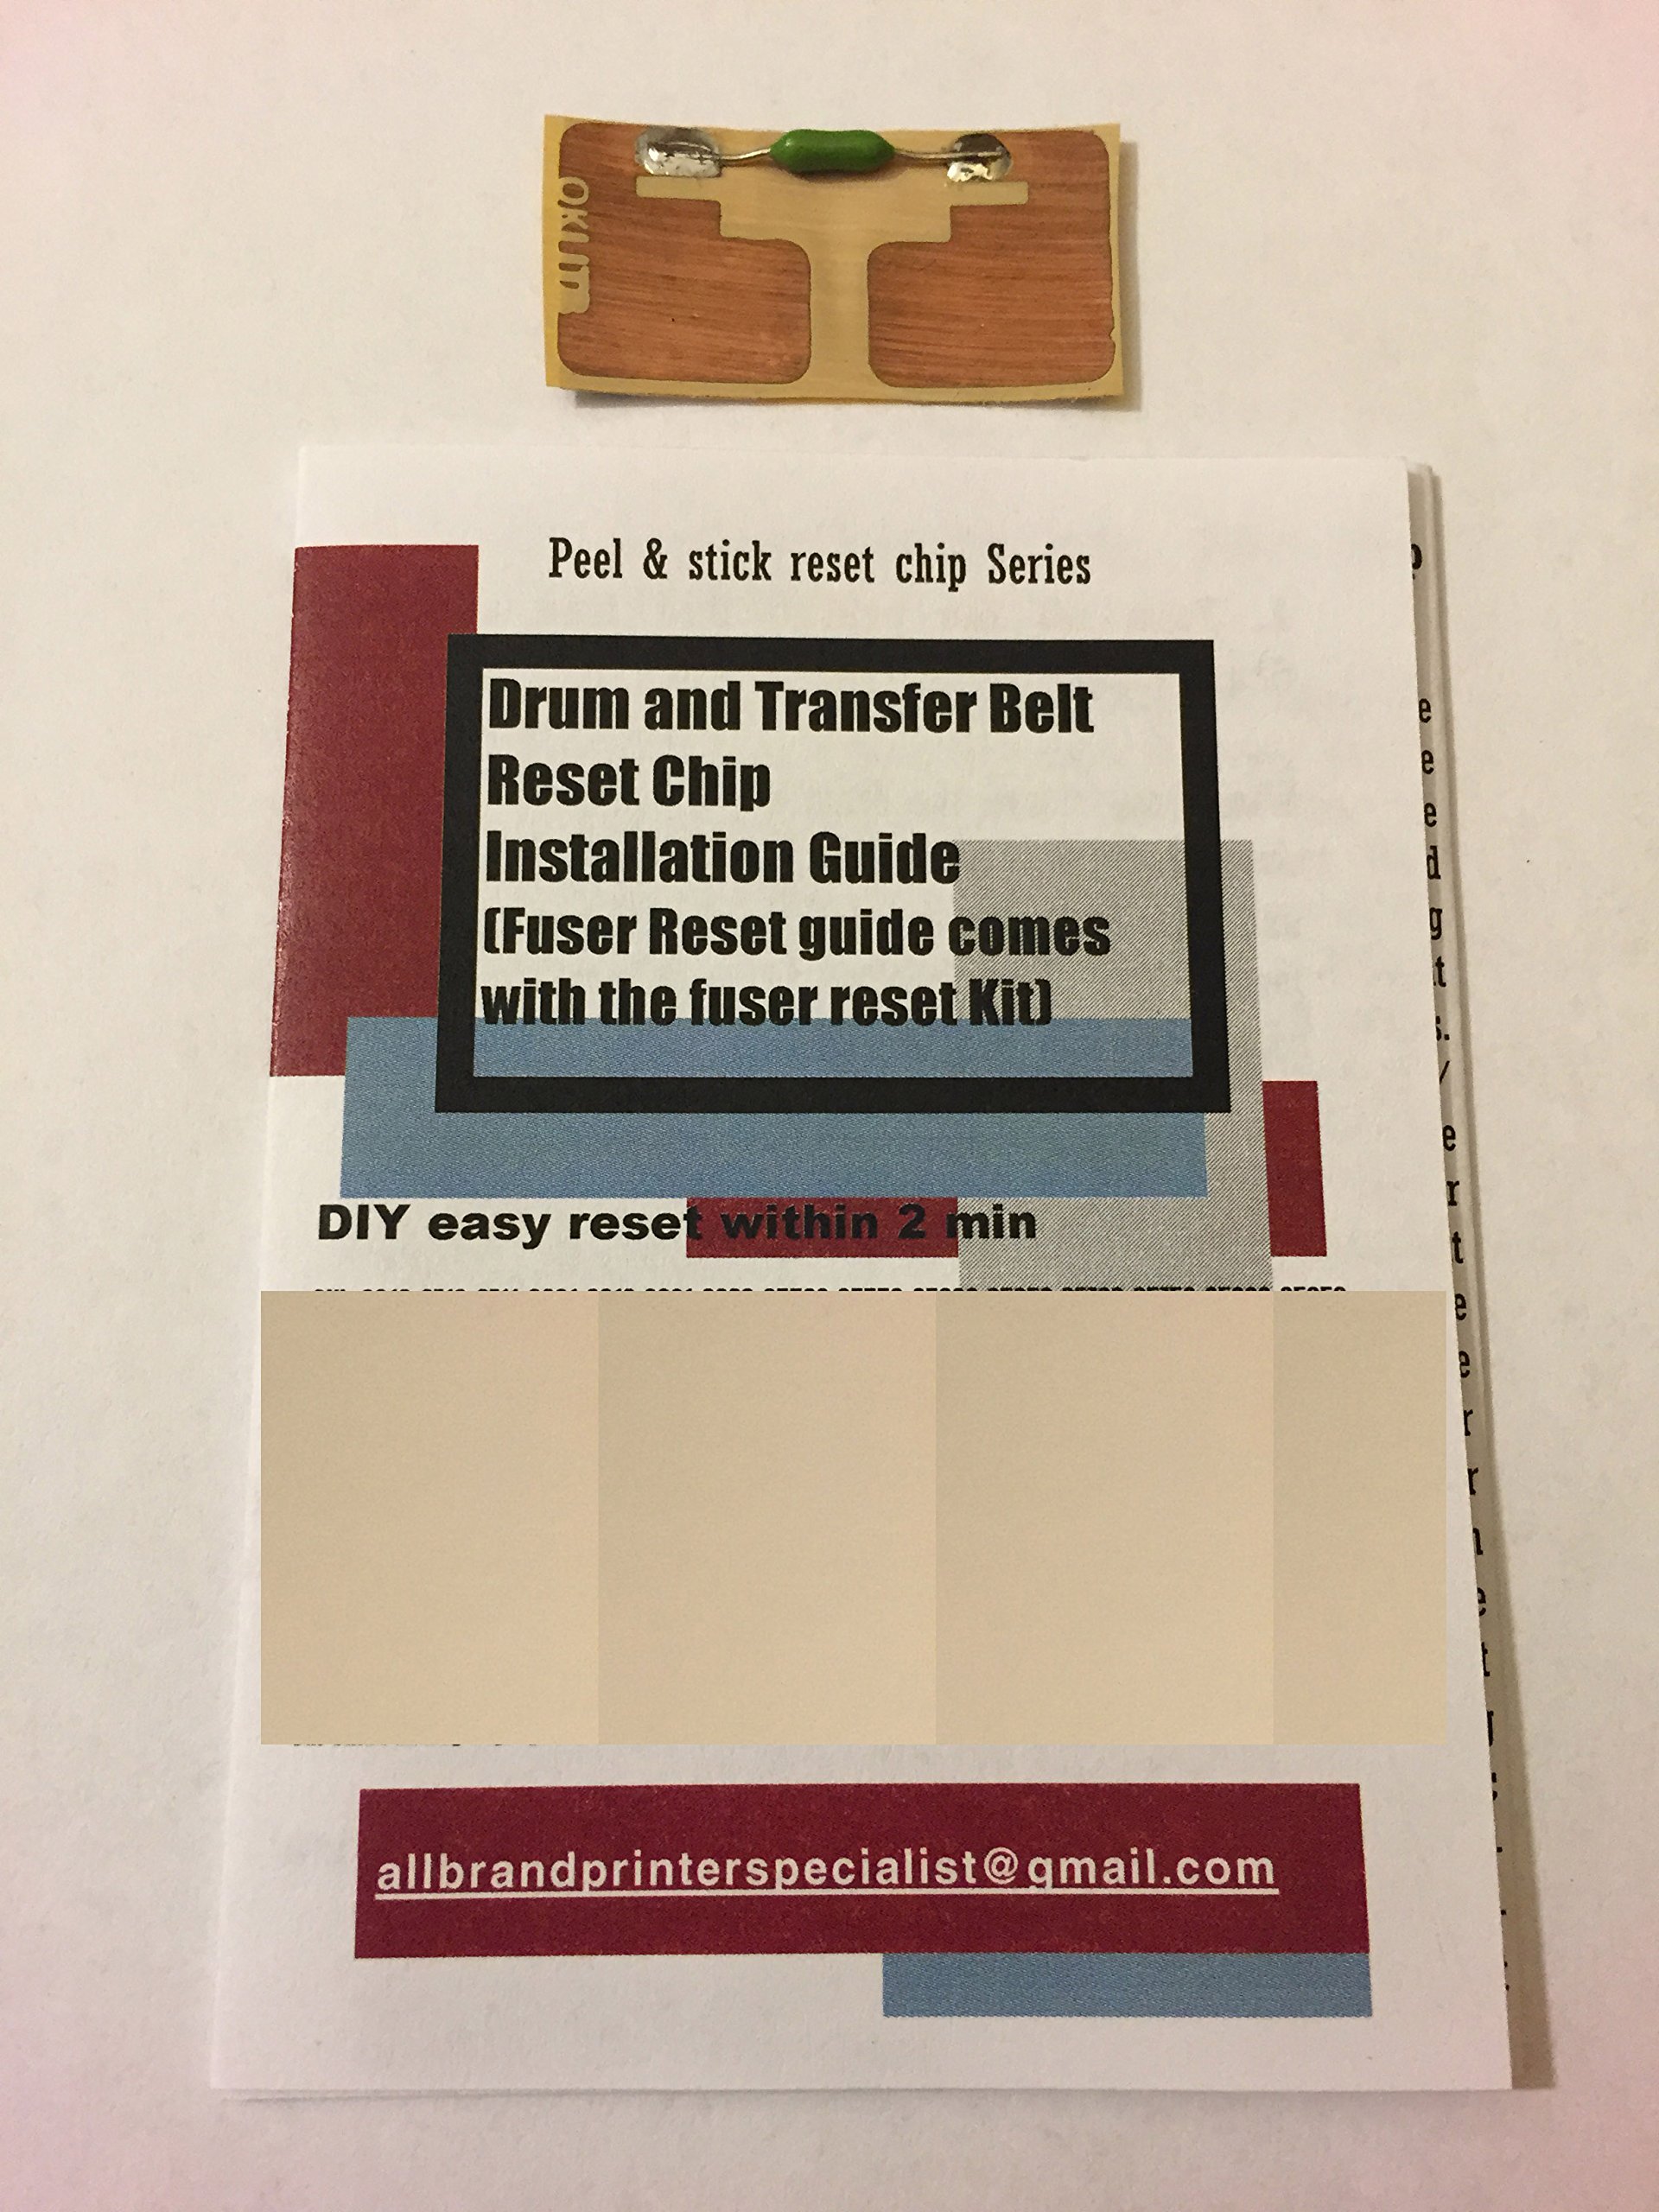 Peel & stick reset chip Series
Drum and Transfer Belt
Reset Chip
Installation Guide
(Fuser Reset guide comes
with the fuser reset Kit)
DIY easy reset within 2 min
allbrandprinterspecialist@gmail.com